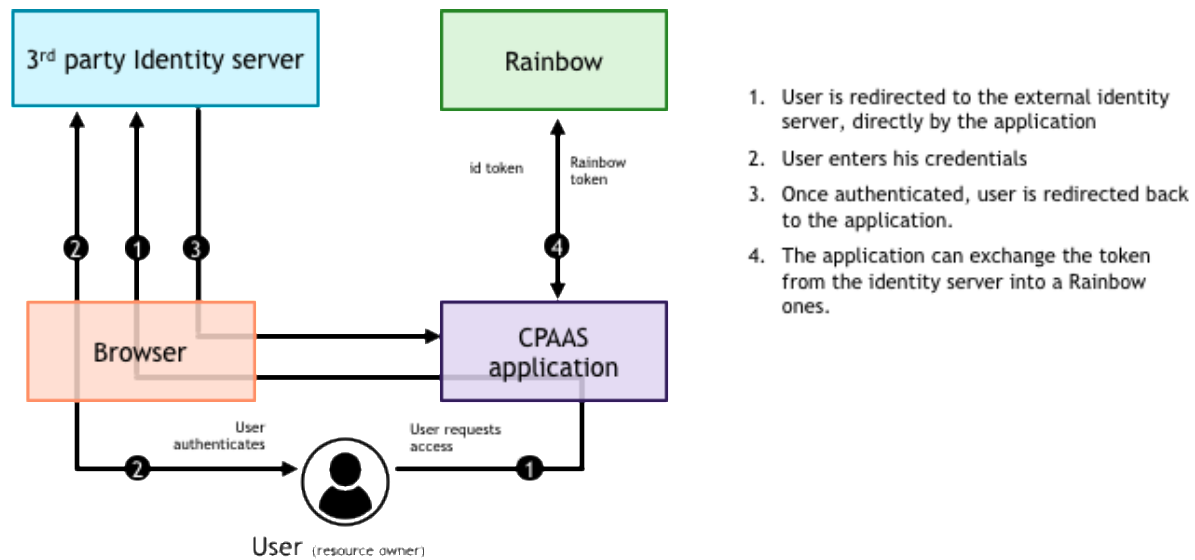 3rd party Identity server
Rainbow
id token
Rainbow
token
2
1
3
4
Browser
CPAAS
application
User
authenticates
User requests
access
2
1
User (resource owner)
1. User is redirected to the external identity
server, directly by the application
2. User enters his credentials
3. Once authenticated, user is redirected back
to the application.
4. The application can exchange the token
from the identity server into a Rainbow
ones.